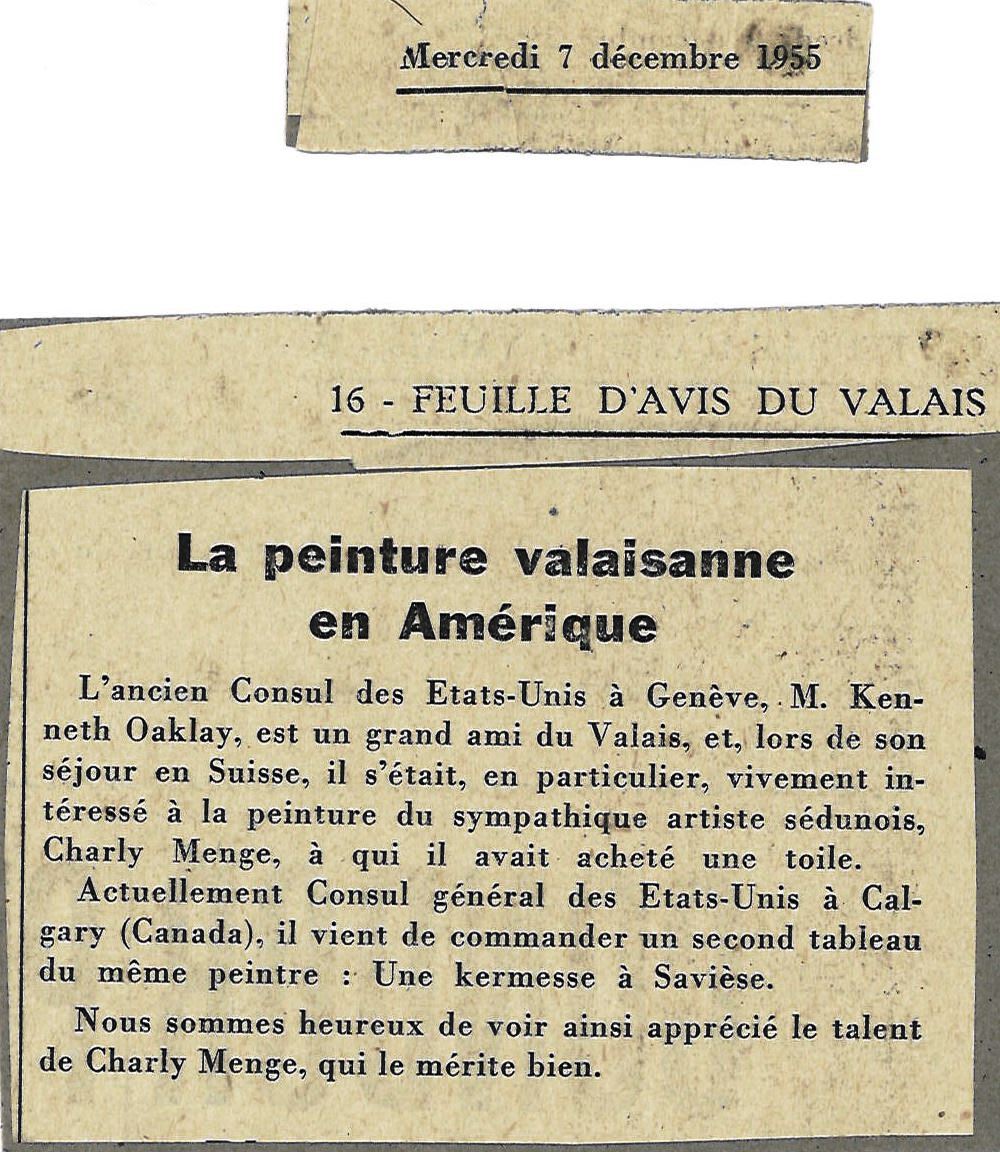 Mercredi 7 décembre 1955
16 - FEUILLE D'AVIS DU VALAIS
La peinture valaisanne
en Amérique
L'ancien Consul des Etats-Unis à Genève, M. Ken-
neth Oaklay, est un grand ami du Valais, et, lors de son
séjour en Suisse, il s'était, en particulier, vivement in-
téressé à la peinture du sympathique artiste sédunois,
Charly Menge, à qui il avait acheté une toile.
Actuellement Consul général des Etats-Unis à Cal-
gary (Canada), il vient de commander un second tableau
du même peintre : Une kermesse à Savièse.
Nous sommes heureux de voir ainsi apprécié le talent
de Charly Menge, qui le mérite bien.